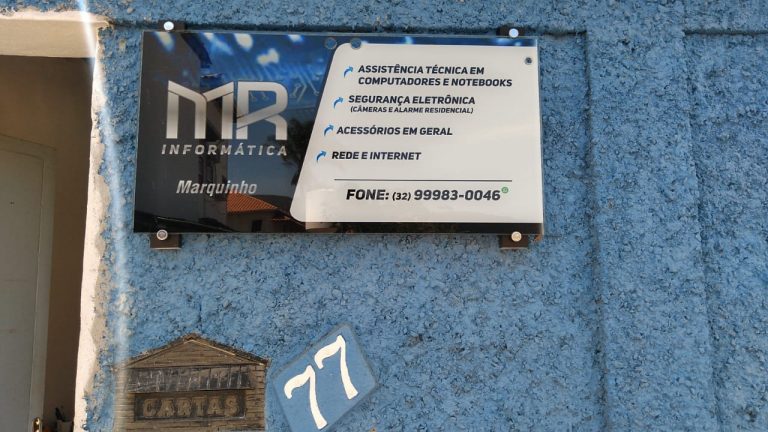 MR
INFORMÁTICA
Marquinho
ASSISTÊNCIA TÉCNICA EM
COMPUTADORES E NOTEBOOKS
SEGURANÇA ELETRÔNICA
(CÂMERAS E ALARME RESIDENCIAL)
ACESSÓRIOS EM GERAL
REDE E INTERNET
FONE: (32) 99983-0046
CARTAS
77